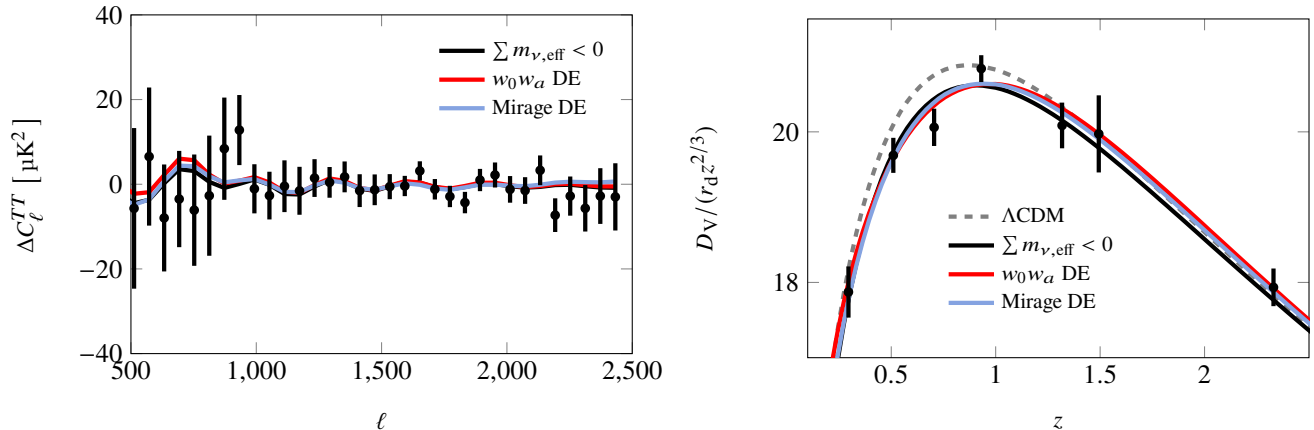 40
20
0
−20
−40
500
1,000
1,500
2,000
2,500
ℓ
ΔC_ℓ^{TT} [ µK² ]
∑ m_{ν,eff} < 0
w₀w_a DE
Mirage DE
20
18
0.5
1
1.5
2
z
D_V/(r_d z^{2/3})
ΛCDM
∑ m_{ν,eff} < 0
w₀w_a DE
Mirage DE